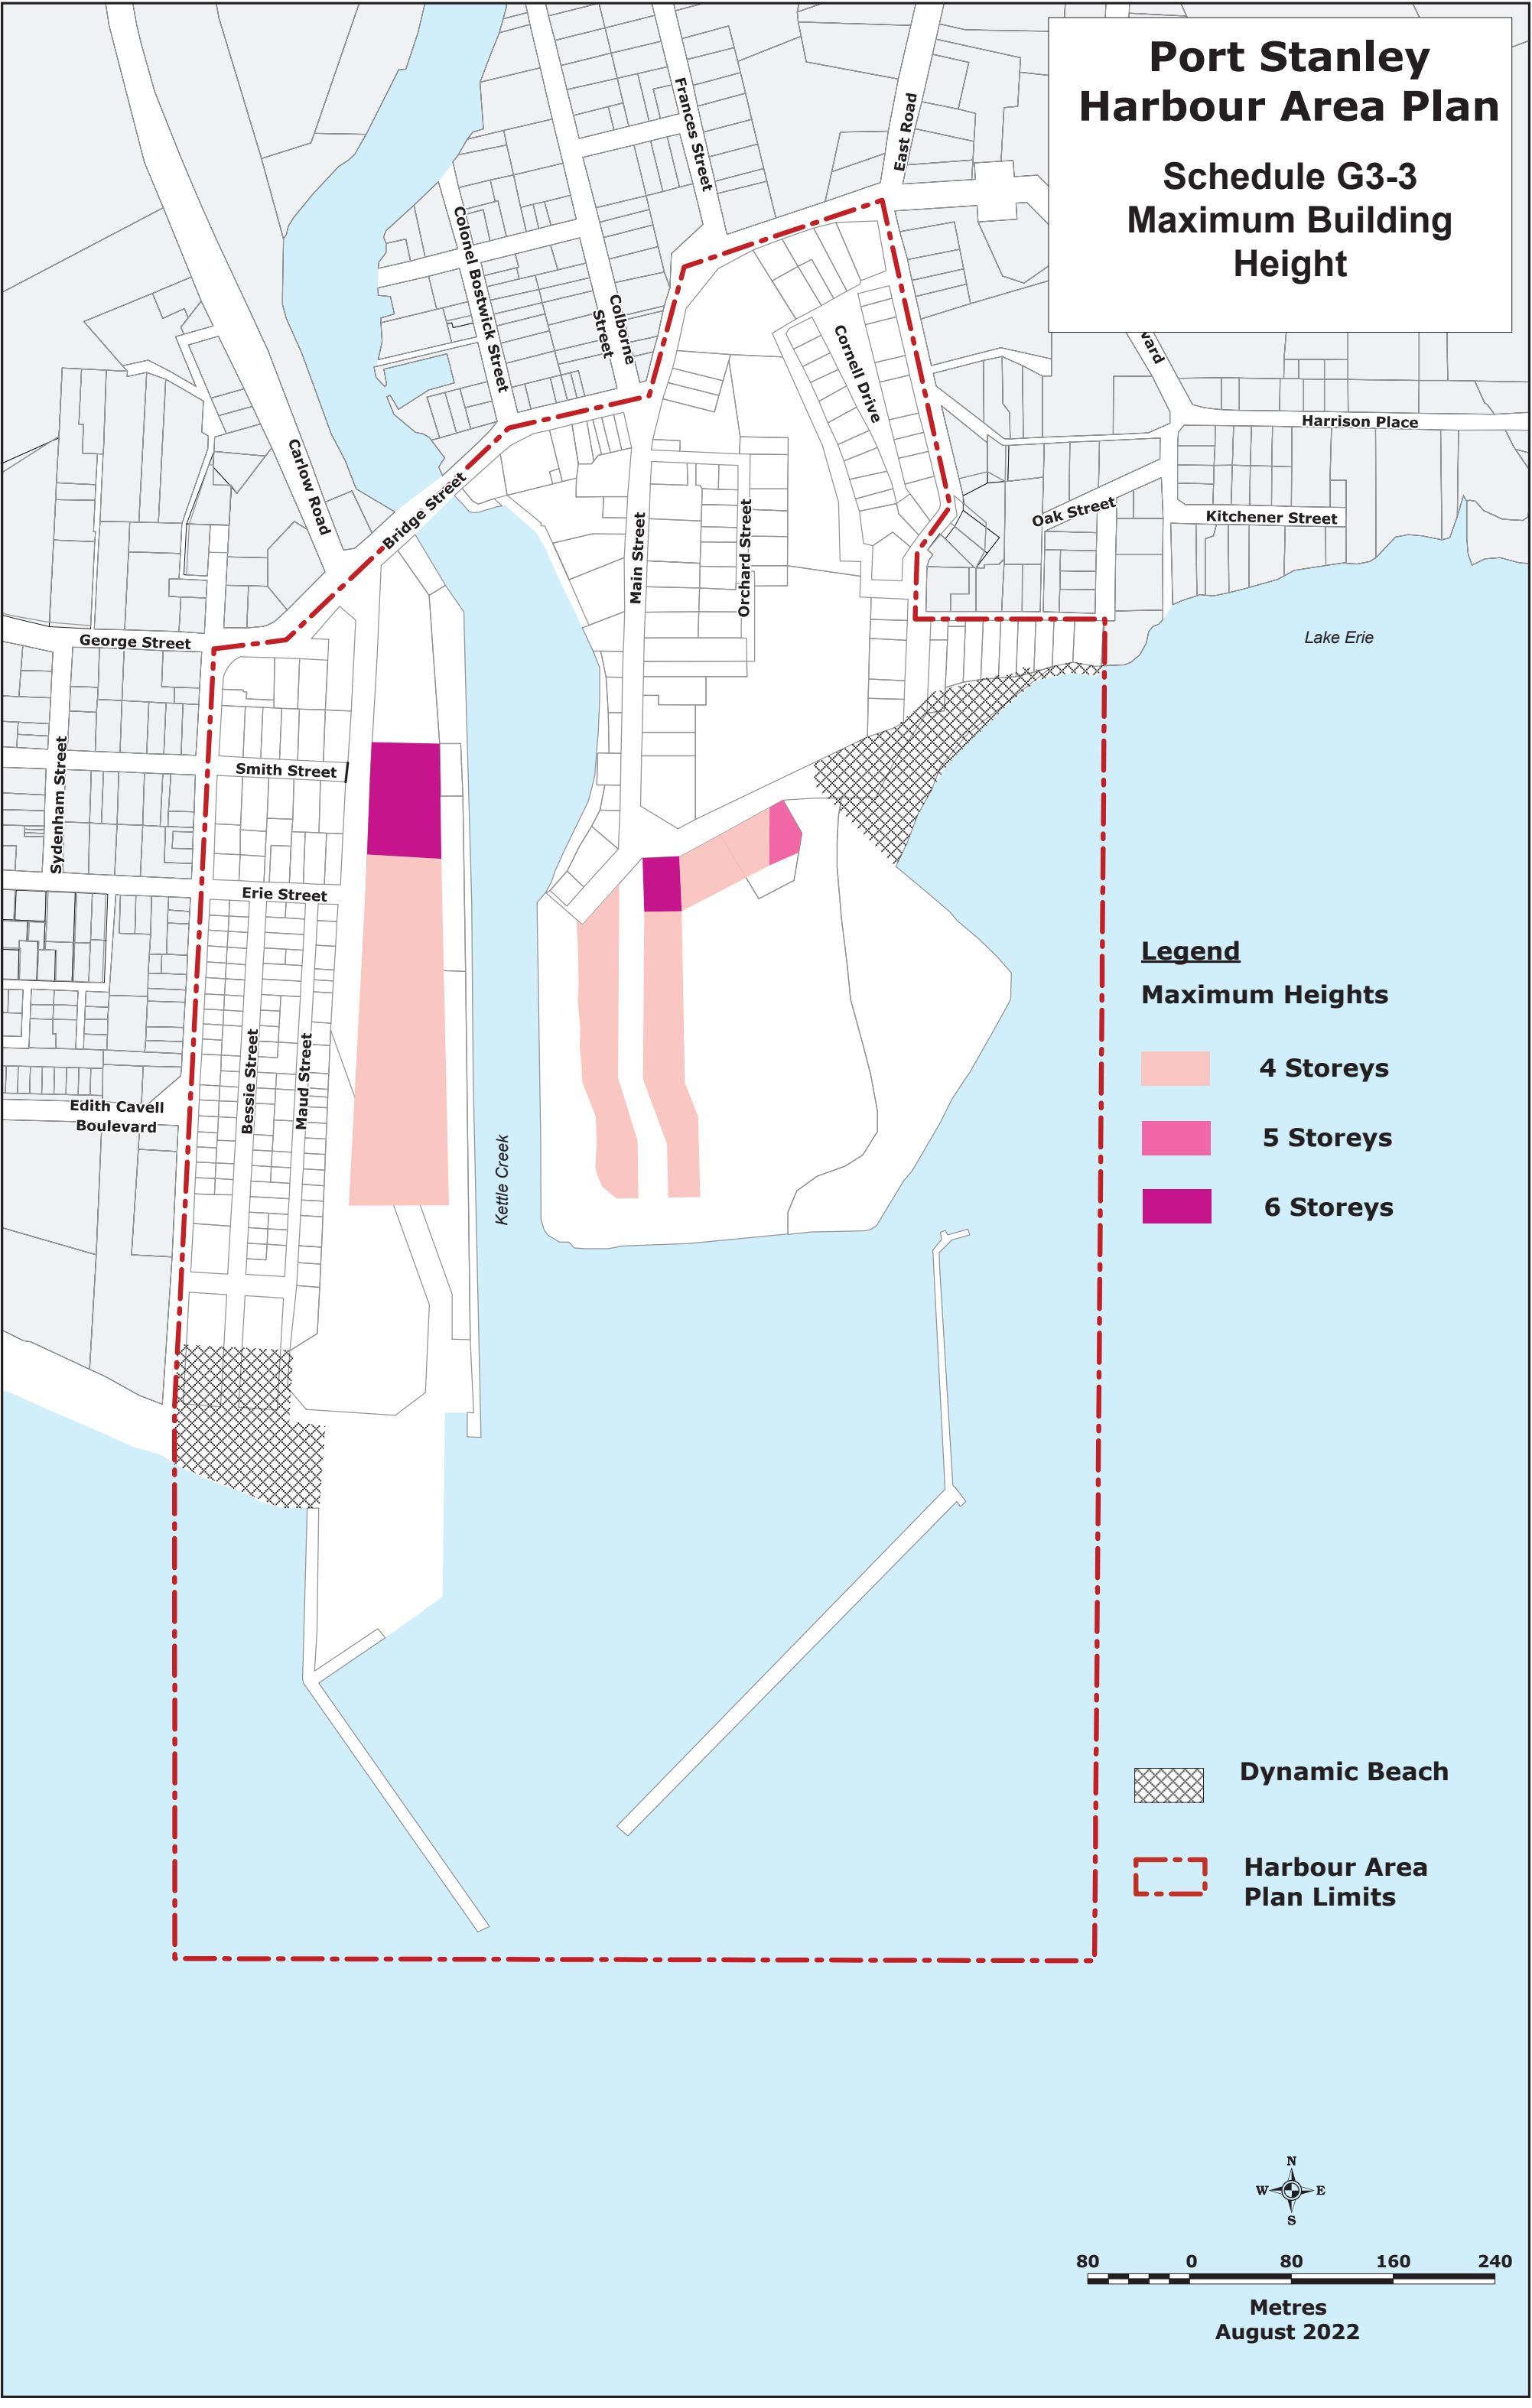 Port Stanley
Harbour Area Plan
Schedule G3-3
Maximum Building
Height
Frances Street
East Road
Colonel Bostwick Street
Colborne
Street
Cornell Drive
vard
Harrison Place
Carlow Road
Bridge Street
Oak Street
Kitchener Street
Main Street
Orchard Street
George Street
Lake Erie
Sydenham Street
Smith Street
Erie Street
Bessie Street
Maud Street
Edith Cavell
Boulevard
Kettle Creek
Legend
Maximum Heights
4 Storeys
5 Storeys
6 Storeys
Dynamic Beach
Harbour Area
Plan Limits
N
W E
S
80 0 80 160 240
Metres
August 2022